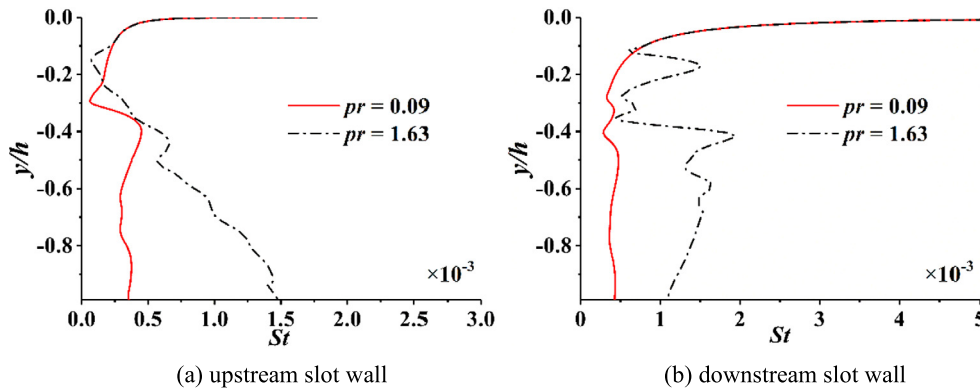 (a)
0.0
-0.2
-0.4
-0.6
-0.8
y/h
pr = 0.09
pr = 1.63
×10⁻³
0.0 0.5 1.0 1.5 2.0 2.5 3.0
St
(a) upstream slot wall
(b)
0.0
-0.2
-0.4
-0.6
-0.8
y/h
pr = 0.09
pr = 1.63
×10⁻³
0 1 2 3 4 5
St
(b) downstream slot wall